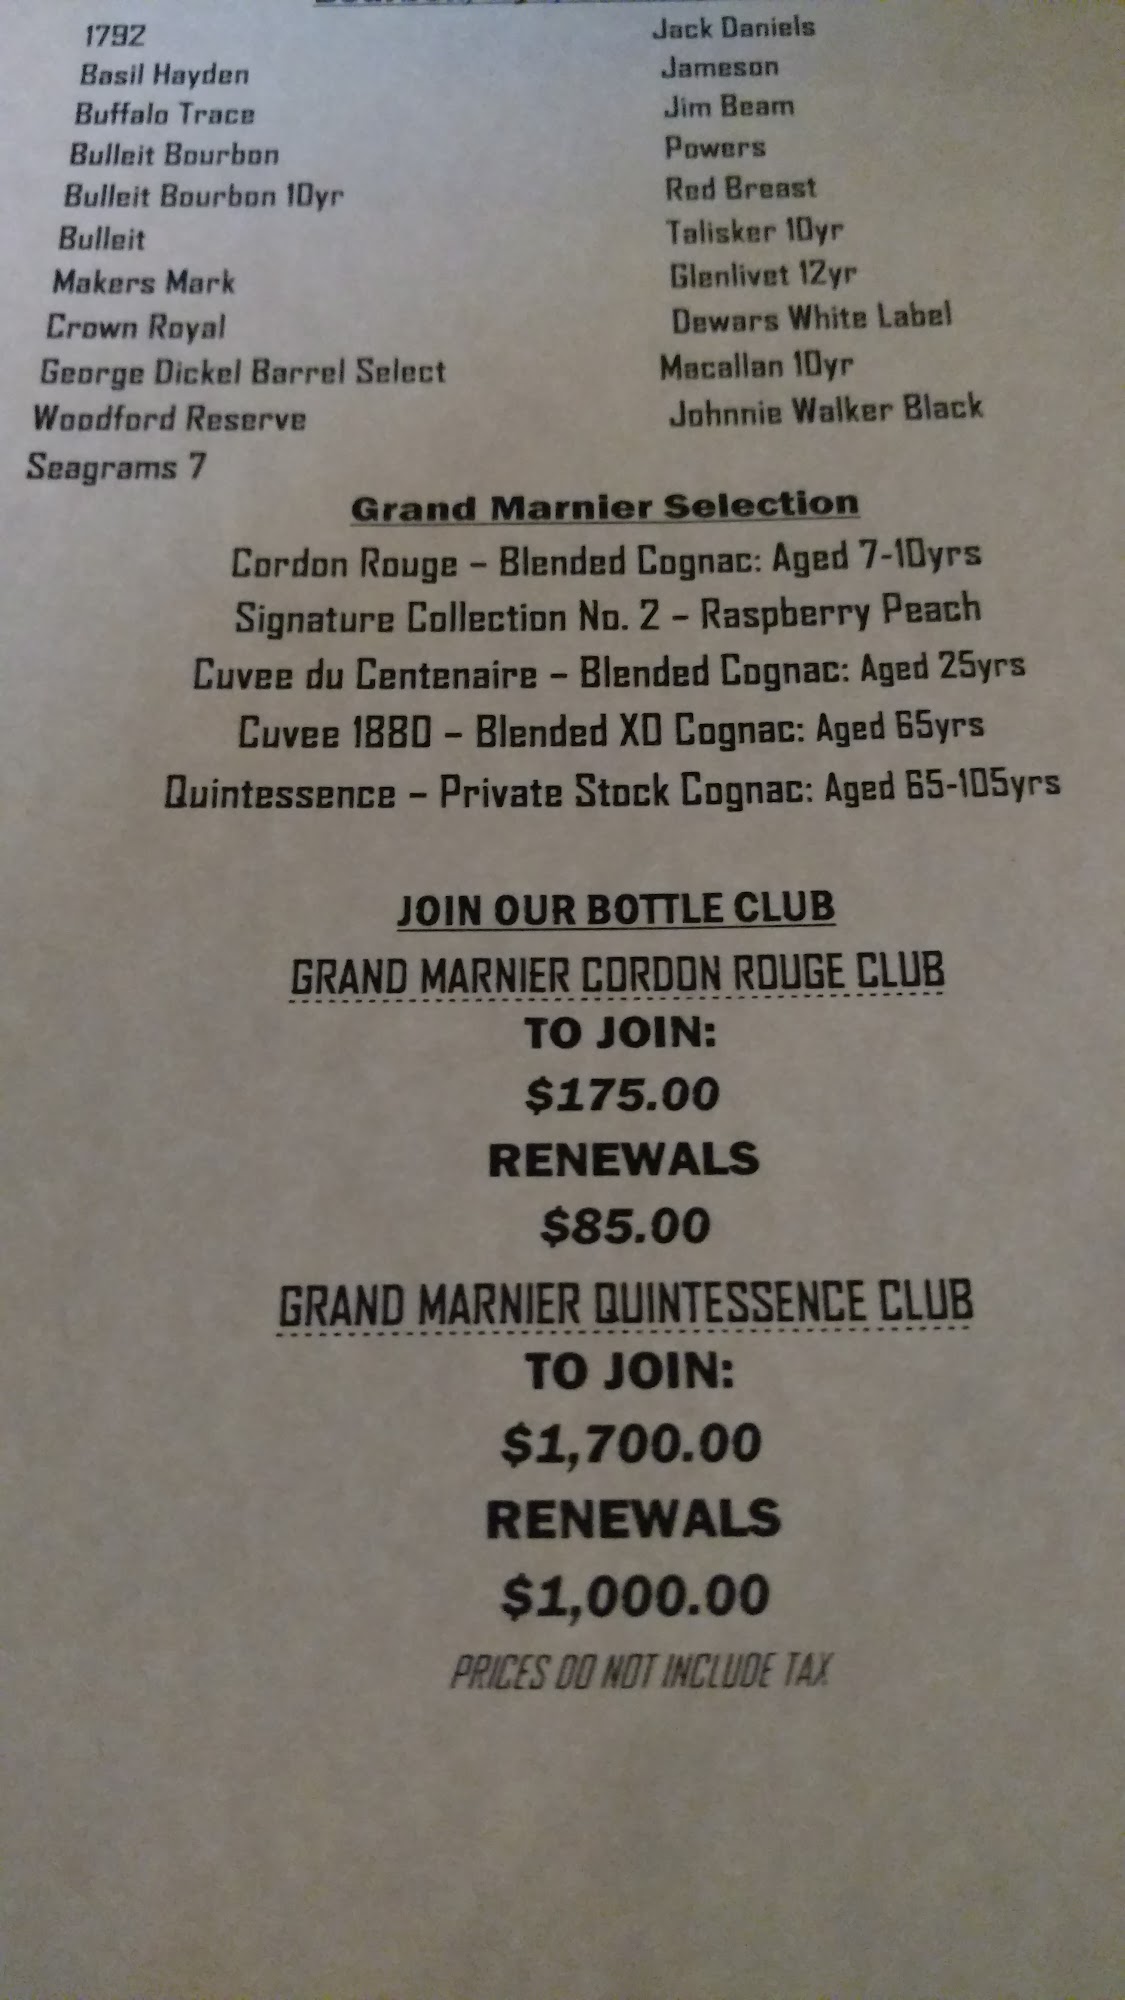 1792
Basil Hayden
Buffalo Trace
Bulleit Bourbon
Bulleit Bourbon 10yr
Bulleit
Makers Mark
Crown Royal
George Dickel Barrel Select
Woodford Reserve
Seagrams 7
Jack Daniels
Jameson
Jim Beam
Powers
Red Breast
Talisker 10yr
Glenlivet 12yr
Dewars White Label
Macallan 10yr
Johnnie Walker Black
Grand Marnier Selection
Cordon Rouge – Blended Cognac: Aged 7-10yrs
Signature Collection No. 2 – Raspberry Peach
Cuvee du Centenaire – Blended Cognac: Aged 25yrs
Cuvee 1880 – Blended XO Cognac: Aged 65yrs
Quintessence – Private Stock Cognac: Aged 65-105yrs
JOIN OUR BOTTLE CLUB
GRAND MARNIER CORDON ROUGE CLUB
TO JOIN:
$175.00
RENEWALS
$85.00
GRAND MARNIER QUINTESSENCE CLUB
TO JOIN:
$1,700.00
RENEWALS
$1,000.00
PRICES DO NOT INCLUDE TAX